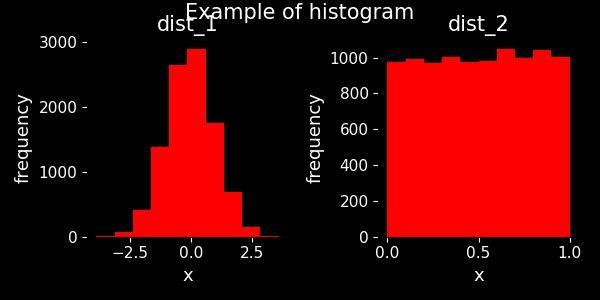 Example of histogram
dist_1
3000
2000
1000
0
frequency
−2.5 0.0 2.5
x
dist_2
1000
800
600
400
200
0
frequency
0.0 0.5 1.0
x